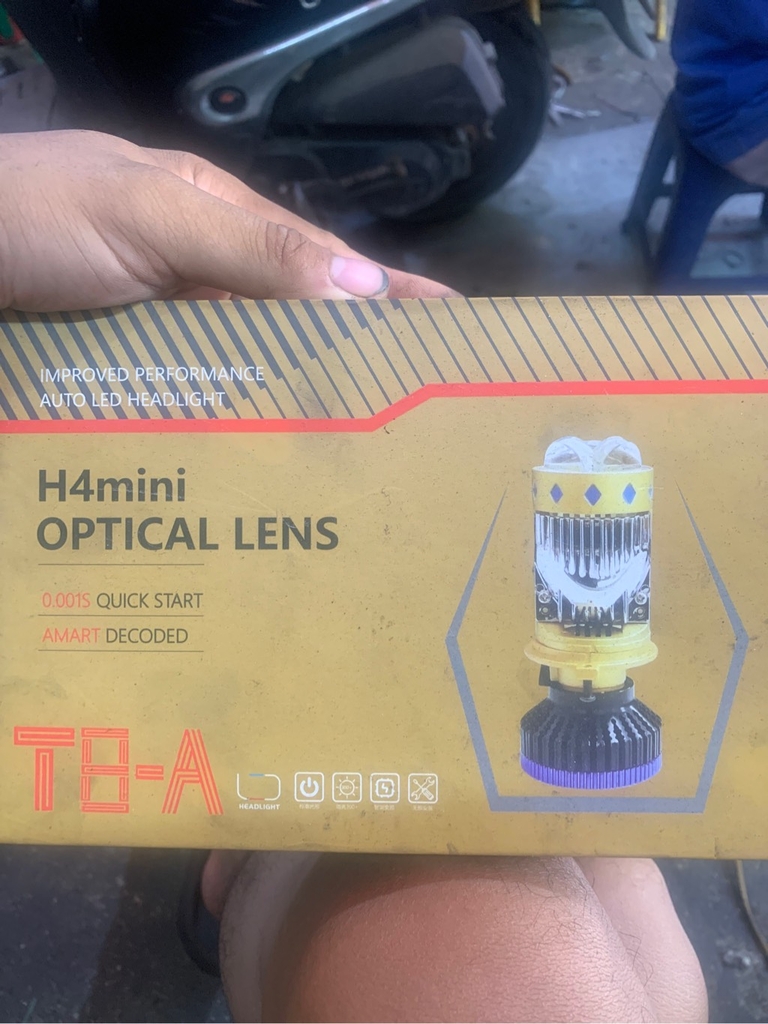 IMPROVED PERFORMANCE
AUTO LED HEADLIGHT
H4mini
OPTICAL LENS
0.001S QUICK START
AMART DECODED
T8-A
HEADLIGHT